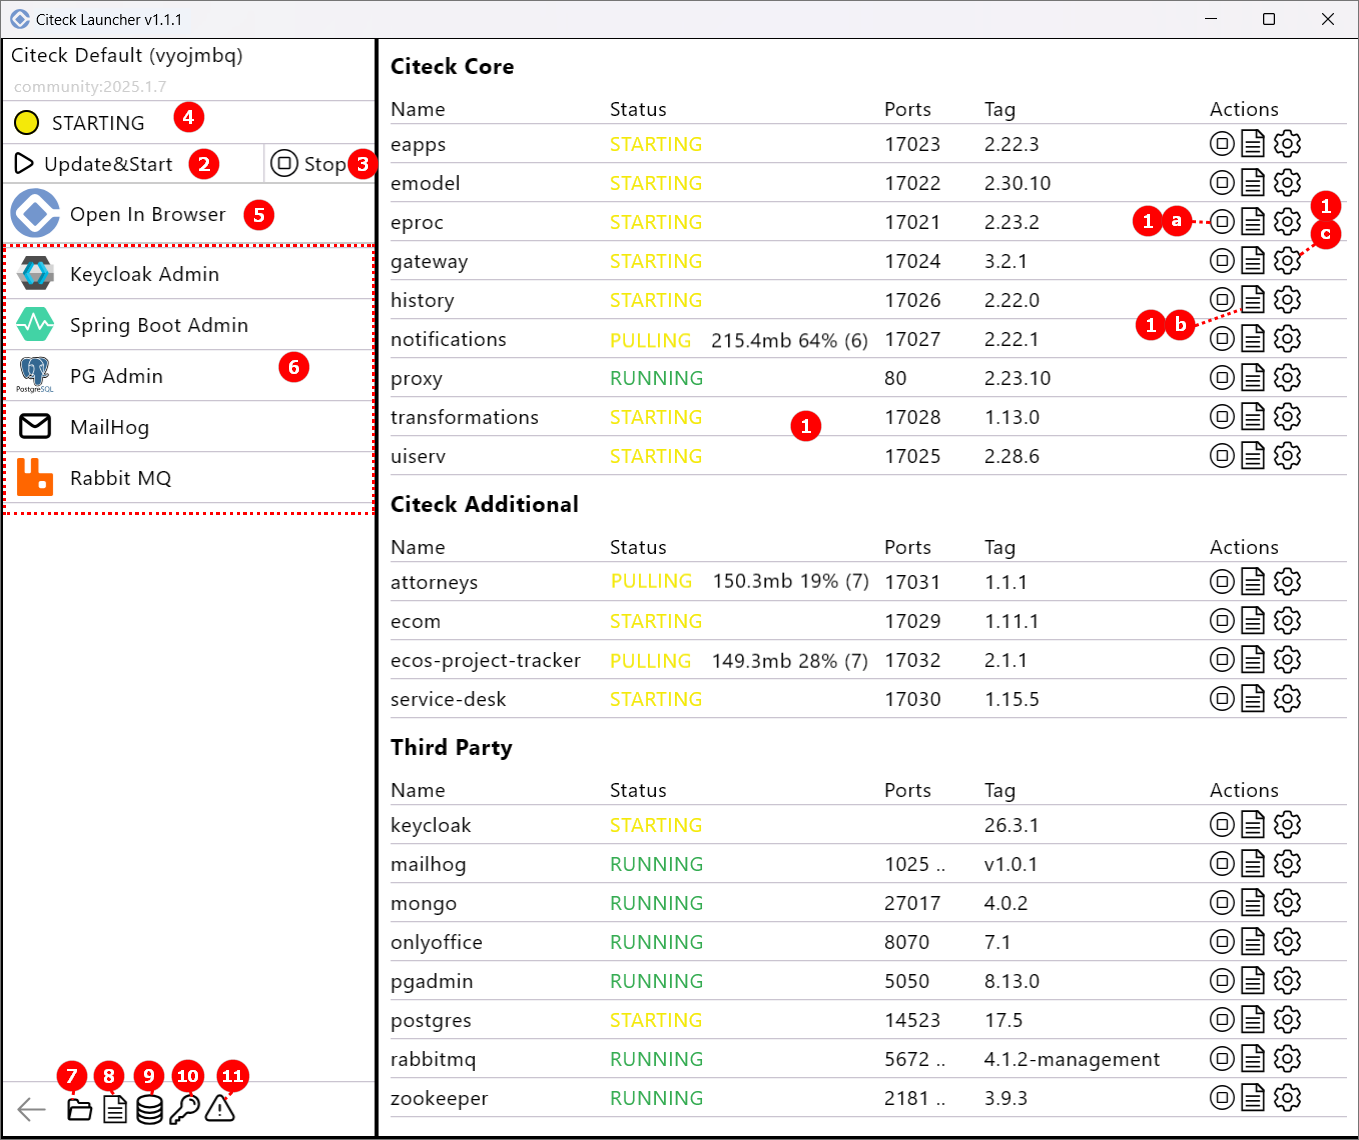 Citeck Launcher v1.1.1
Citeck Default (vyojmbq)
community:2025.1.7
STARTING 4
Update&Start 2 Stop 3
Open In Browser 5
Keycloak Admin
Spring Boot Admin
PG Admin 6
PostgreSQL
MailHog
Rabbit MQ
7 8 9 10 11
Citeck Core
Name Status Ports Tag Actions
eapps STARTING 17023 2.22.3
emodel STARTING 17022 2.30.10
eproc STARTING 17021 2.23.2 1 a 1 c
gateway STARTING 17024 3.2.1
history STARTING 17026 2.22.0
1 b
notifications PULLING 215.4mb 64% (6) 17027 2.22.1
proxy RUNNING 80 2.23.10
transformations STARTING 1 17028 1.13.0
uiserv STARTING 17025 2.28.6
Citeck Additional
Name Status Ports Tag Actions
attorneys PULLING 150.3mb 19% (7) 17031 1.1.1
ecom STARTING 17029 1.11.1
ecos-project-tracker PULLING 149.3mb 28% (7) 17032 2.1.1
service-desk STARTING 17030 1.15.5
Third Party
Name Status Ports Tag Actions
keycloak STARTING 26.3.1
mailhog RUNNING 1025 .. v1.0.1
mongo RUNNING 27017 4.0.2
onlyoffice RUNNING 8070 7.1
pgadmin RUNNING 5050 8.13.0
postgres STARTING 14523 17.5
rabbitmq RUNNING 5672 .. 4.1.2-management
zookeeper RUNNING 2181 .. 3.9.3